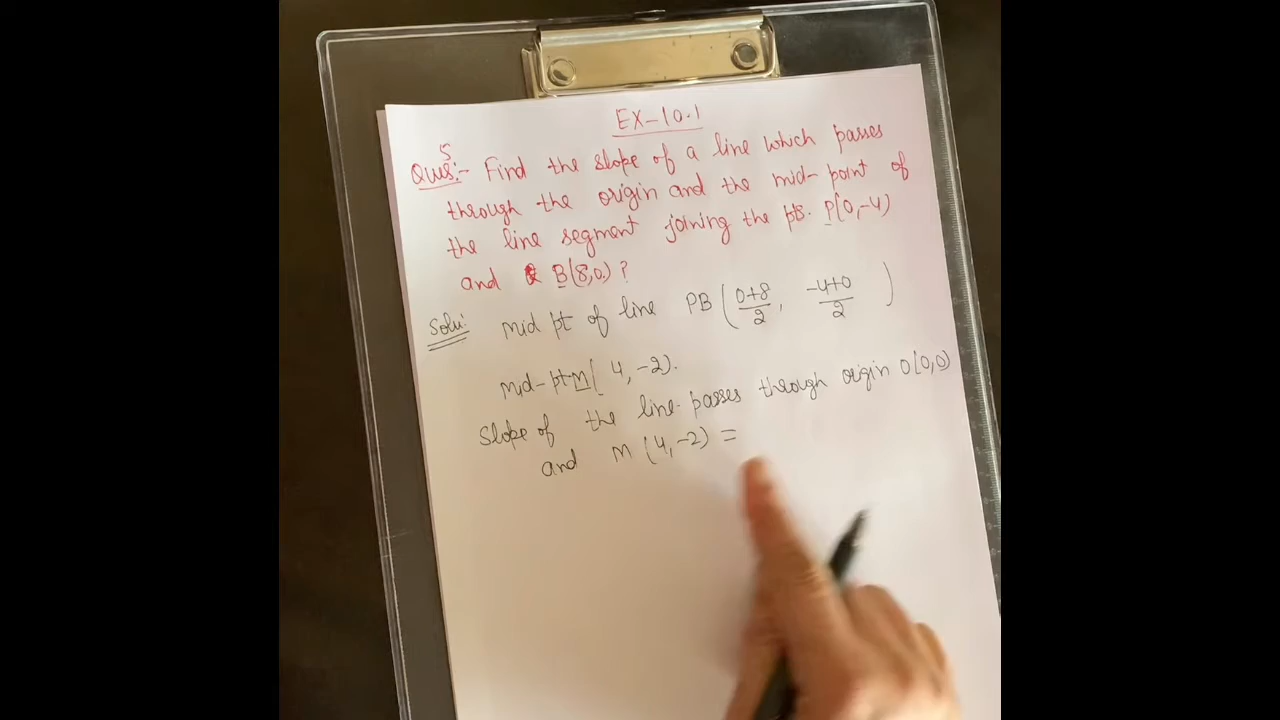 EX-10.1
5
Ques:- Find the slope of a line which passes
through the origin and the mid-point of
the line segment joining the pts. P(0,-4)
and B(8,0)?
Solu: mid pt of line PB (0+8/2, -4+0/2)
mid-pt M(4,-2).
Slope of the line passes through origin O(0,0)
and M(4,-2) =